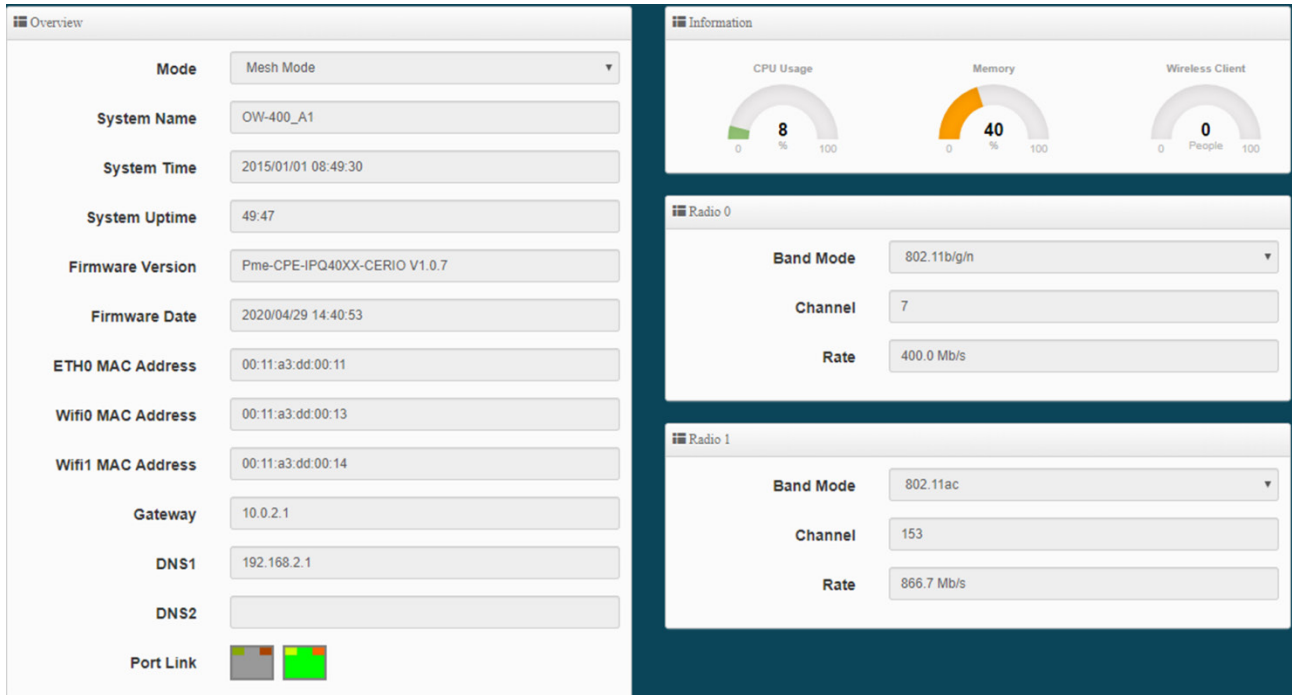 Overview
Mode Mesh Mode
System Name OW-400_A1
System Time 2015/01/01 08:49:30
System Uptime 49:47
Firmware Version Pme-CPE-IPQ40XX-CERIO V1.0.7
Firmware Date 2020/04/29 14:40:53
ETH0 MAC Address 00:11:a3:dd:00:11
Wifi0 MAC Address 00:11:a3:dd:00:13
Wifi1 MAC Address 00:11:a3:dd:00:14
Gateway 10.0.2.1
DNS1 192.168.2.1
DNS2
Port Link
Information
CPU Usage Memory Wireless Client
8 40 0
0 % 100 0 % 100 0 People 100
Radio 0
Band Mode 802.11b/g/n
Channel 7
Rate 400.0 Mb/s
Radio 1
Band Mode 802.11ac
Channel 153
Rate 866.7 Mb/s